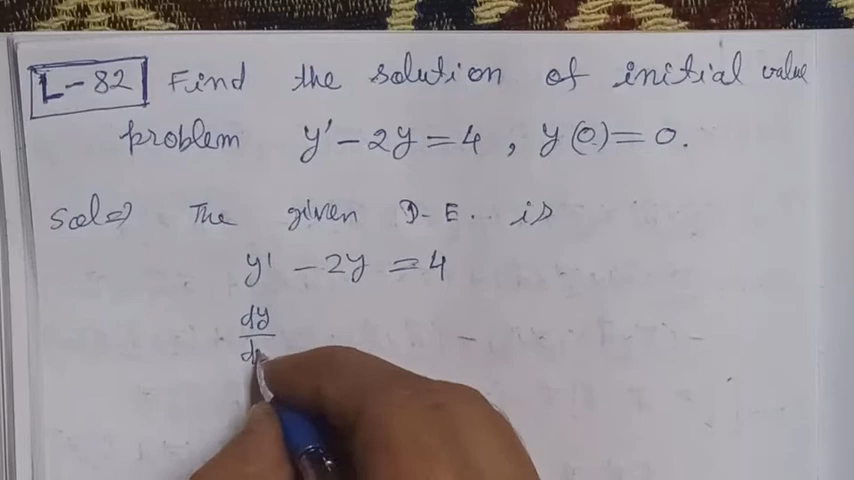 L-82 Find the solution of initial value
problem y' - 2y = 4 , y(0) = 0.
Sol⇒ The given D-E.. is
y' - 2y = 4
dy
d